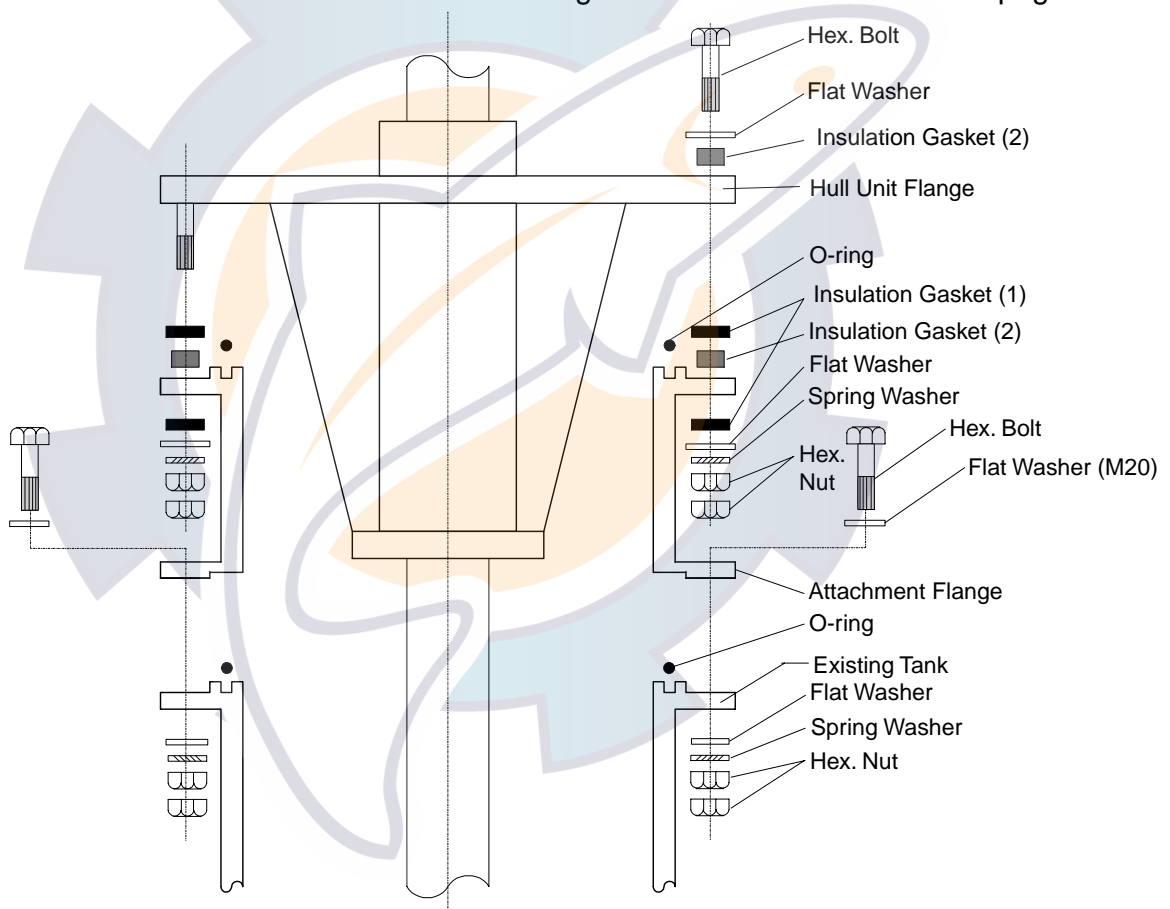 Hex. Bolt
Flat Washer
Insulation Gasket (2)
Hull Unit Flange
O-ring
Insulation Gasket (1)
Insulation Gasket (2)
Flat Washer
Spring Washer
Hex. Bolt
Hex.
Nut
Flat Washer (M20)
Attachment Flange
O-ring
Existing Tank
Flat Washer
Spring Washer
Hex. Nut